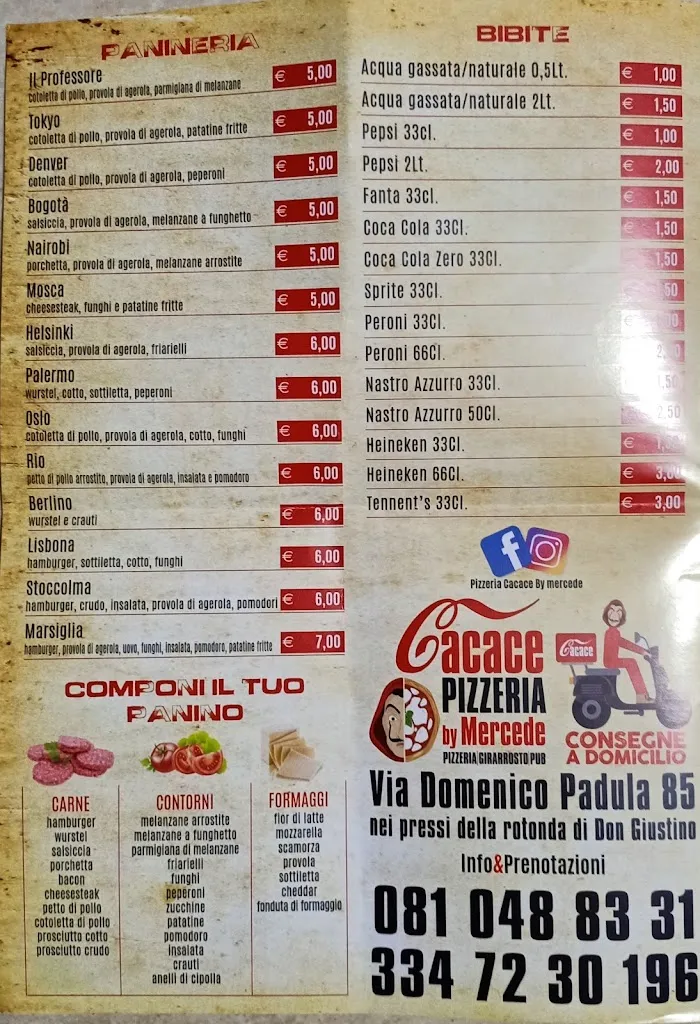 PANINERIA
Il Professore € 5,00
cotoletta di pollo, provola di agerola, parmigiana di melanzane
Tokyo € 5,00
cotoletta di pollo, provola di agerola, patatine fritte
Denver € 5,00
cotoletta di pollo, provola di agerola, peperoni
Bogotà € 5,00
salsiccia, provola di agerola, melanzane a funghetto
Nairobi € 5,00
porchetta, provola di agerola, melanzane arrostite
Mosca € 5,00
cheesesteak, funghi e patatine fritte
Helsinki € 6,00
salsiccia, provola di agerola, friarielli
Palermo € 6,00
wurstel, cotto, sottiletta, peperoni
Oslo € 6,00
cotoletta di pollo, provola di agerola, cotto, funghi
Rio € 6,00
petto di pollo arrostito, provola di agerola, insalata e pomodoro
Berlino € 6,00
wurstel e crauti
Lisbona € 6,00
hamburger, sottiletta, cotto, funghi
Stoccolma € 6,00
hamburger, crudo, insalata, provola di agerola, pomodori
Marsiglia € 7,00
hamburger, provola di agerola, uovo, funghi, insalata, pomodoro, patatine fritte
COMPONI IL TUO
PANINO
CARNE
hamburger
wurstel
salsiccia
porchetta
bacon
cheesesteak
petto di pollo
cotoletta di pollo
prosciutto cotto
prosciutto crudo
CONTORNI
melanzane arrostite
melanzane a funghetto
parmigiana di melanzane
friarielli
funghi
peperoni
zucchine
patatine
pomodoro
insalata
crauti
anelli di cipolla
FORMAGGI
fior di latte
mozzarella
scamorza
provola
sottiletta
cheddar
fonduta di formaggio
BIBITE
Acqua gassata/naturale 0,5Lt. € 1,00
Acqua gassata/naturale 2Lt. € 1,50
Pepsi 33cl. € 1,00
Pepsi 2Lt. € 2,00
Fanta 33cl. € 1,50
Coca Cola 33Cl. € 1,50
Coca Cola Zero 33Cl. € 1,50
Sprite 33Cl.
Peroni 33Cl.
Peroni 66Cl.
Nastro Azzurro 33Cl. 1,50
Nastro Azzurro 50Cl. 2,50
Heineken 33Cl. €
Heineken 66Cl. € 3,00
Tennent's 33Cl. € 3,00
Pizzeria Cacace By mercede
Cacace
PIZZERIA
by Mercede
PIZZERIA GIRARROSTO PUB
Cacace
CONSEGNE
A DOMICILIO
Via Domenico Padula 85
nei pressi della rotonda di Don Giustino
Info&Prenotazioni
081 048 83 31
334 72 30 196